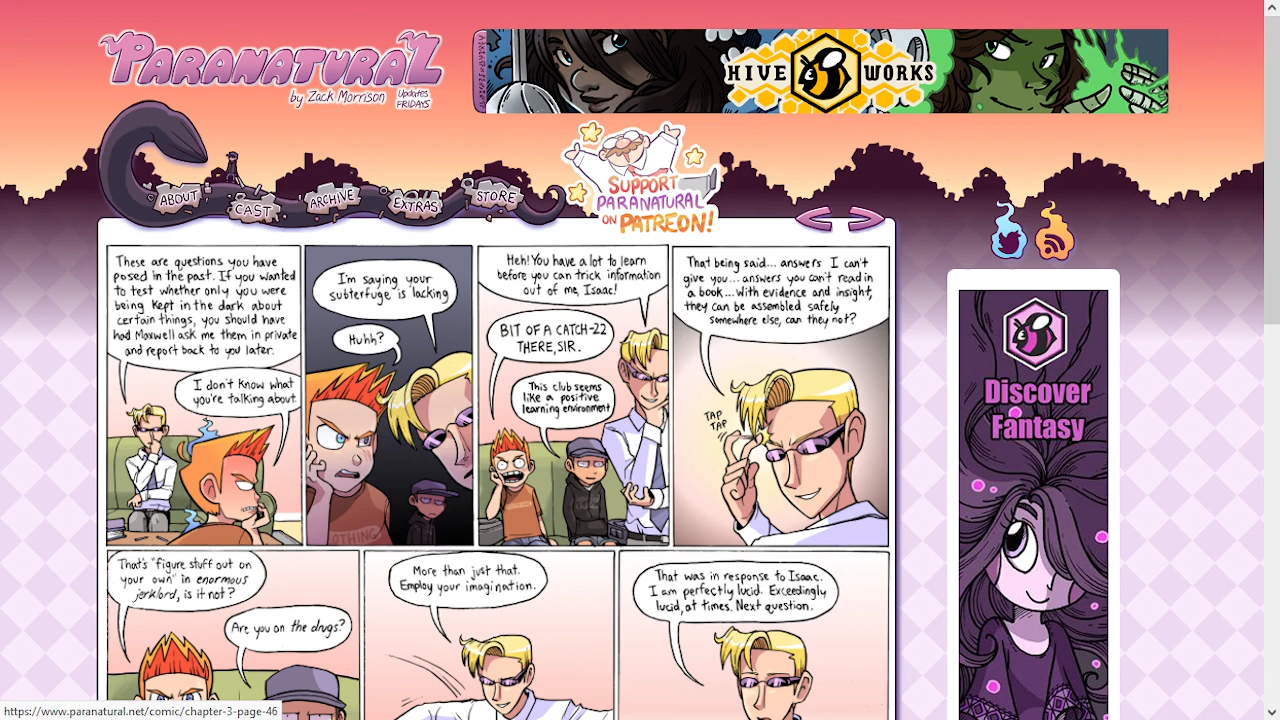 PARANATURAL
by Zack Morrison
Updates
FRIDAYS
HIVE WORKS
ABOUT
CAST
ARCHIVE
EXTRAS
STORE
SUPPORT
PARANATURAL
ON PATREON!
These are questions you have
posed in the past. If you wanted
to test whether only you were
being kept in the dark about
certain things, you should have
had Maxwell ask me them in private
and report back to you later.
I don't know what
you're talking about.
I'm saying your
subterfuge is lacking
Huhh?
OTHING
Heh! You have a lot to learn
before you can trick information
out of me, Isaac!
BIT OF A CATCH-22
THERE, SIR.
This club seems
like a positive
learning environment
That being said... answers I can't
give you... answers you can't read in
a book... With evidence and insight,
they can be assembled safely
somewhere else, can they not?
TAP
TAP
That's "figure stuff out on
your own" in enormous
jerklord, is it not?
Are you on the drugs?
More than just that.
Employ your imagination.
That was in response to Isaac.
I am perfectly lucid. Exceedingly
lucid, at times. Next question.
Discover
Fantasy
https://www.paranatural.net/comic/chapter-3-page-46